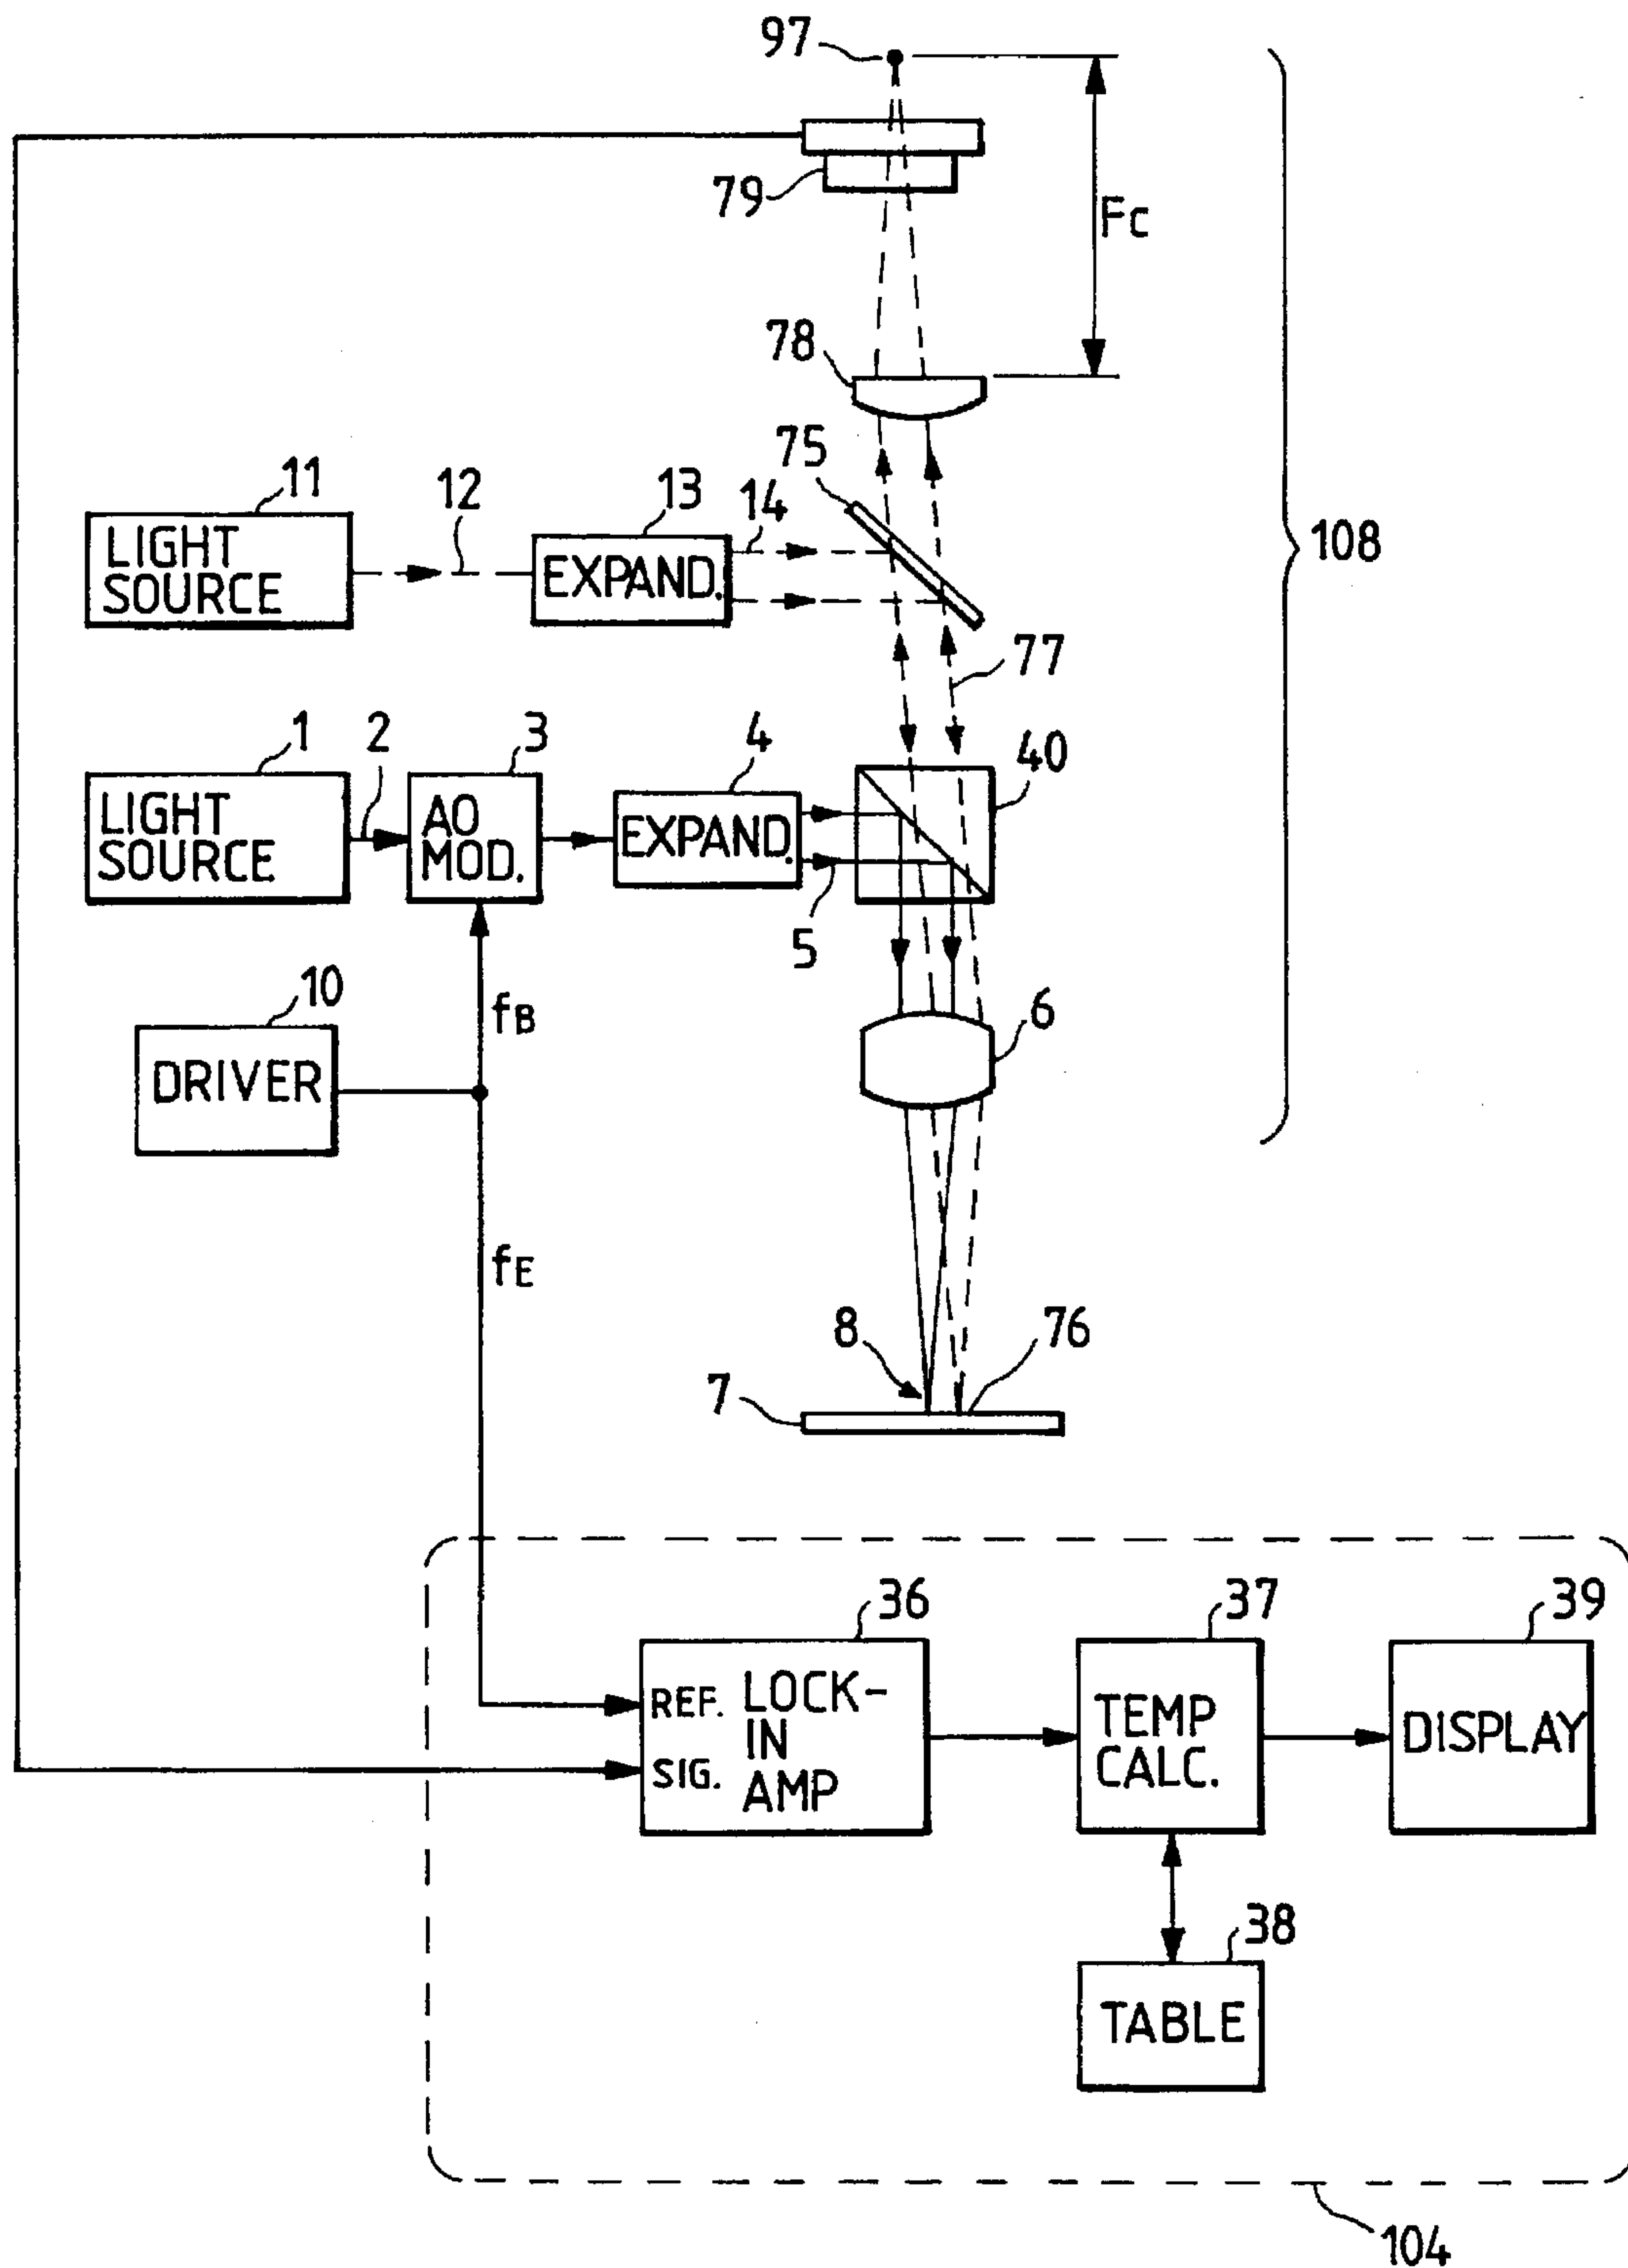 97
79
Fc
78
75
11
12
13
14
LIGHT
SOURCE
EXPAND.
108
77
1
2
3
4
40
LIGHT
SOURCE
AO
MOD.
EXPAND.
5
10
fB
6
DRIVER
fE
8
76
7
36
37
39
REF.
SIG.
LOCK-
IN
AMP
TEMP
CALC.
DISPLAY
38
TABLE
104